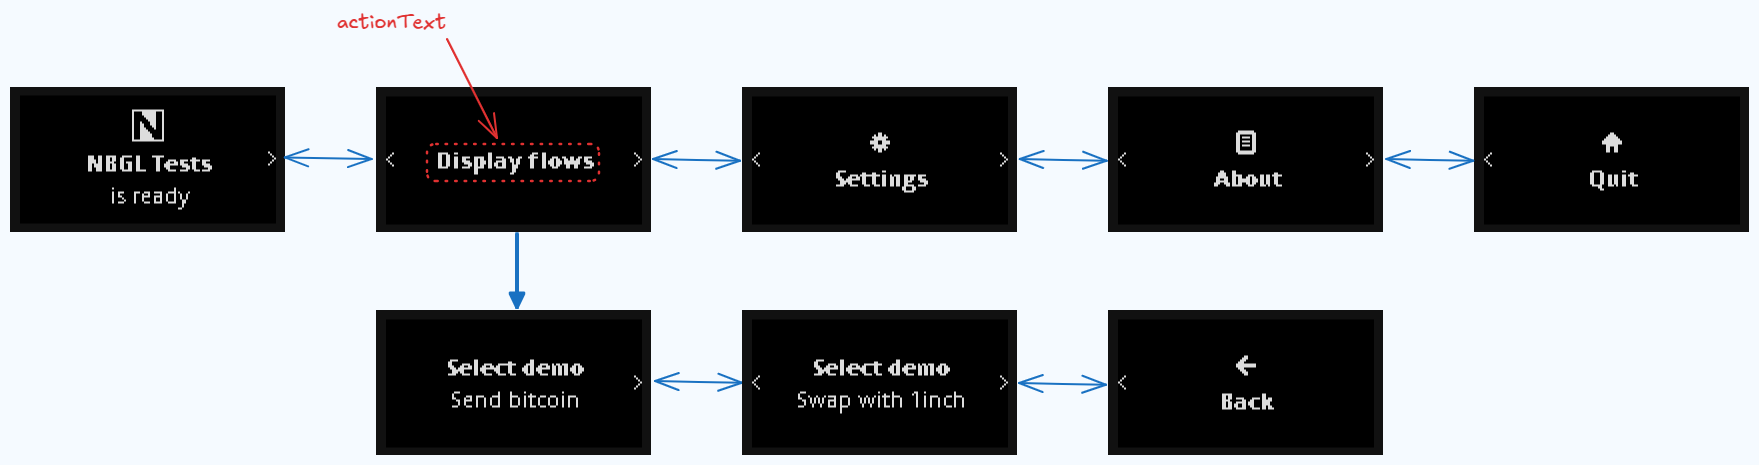 actionText
NBGL Tests
is ready
Display flows
Settings
About
Quit
Select demo
Send bitcoin
Select demo
Swap with 1inch
Back